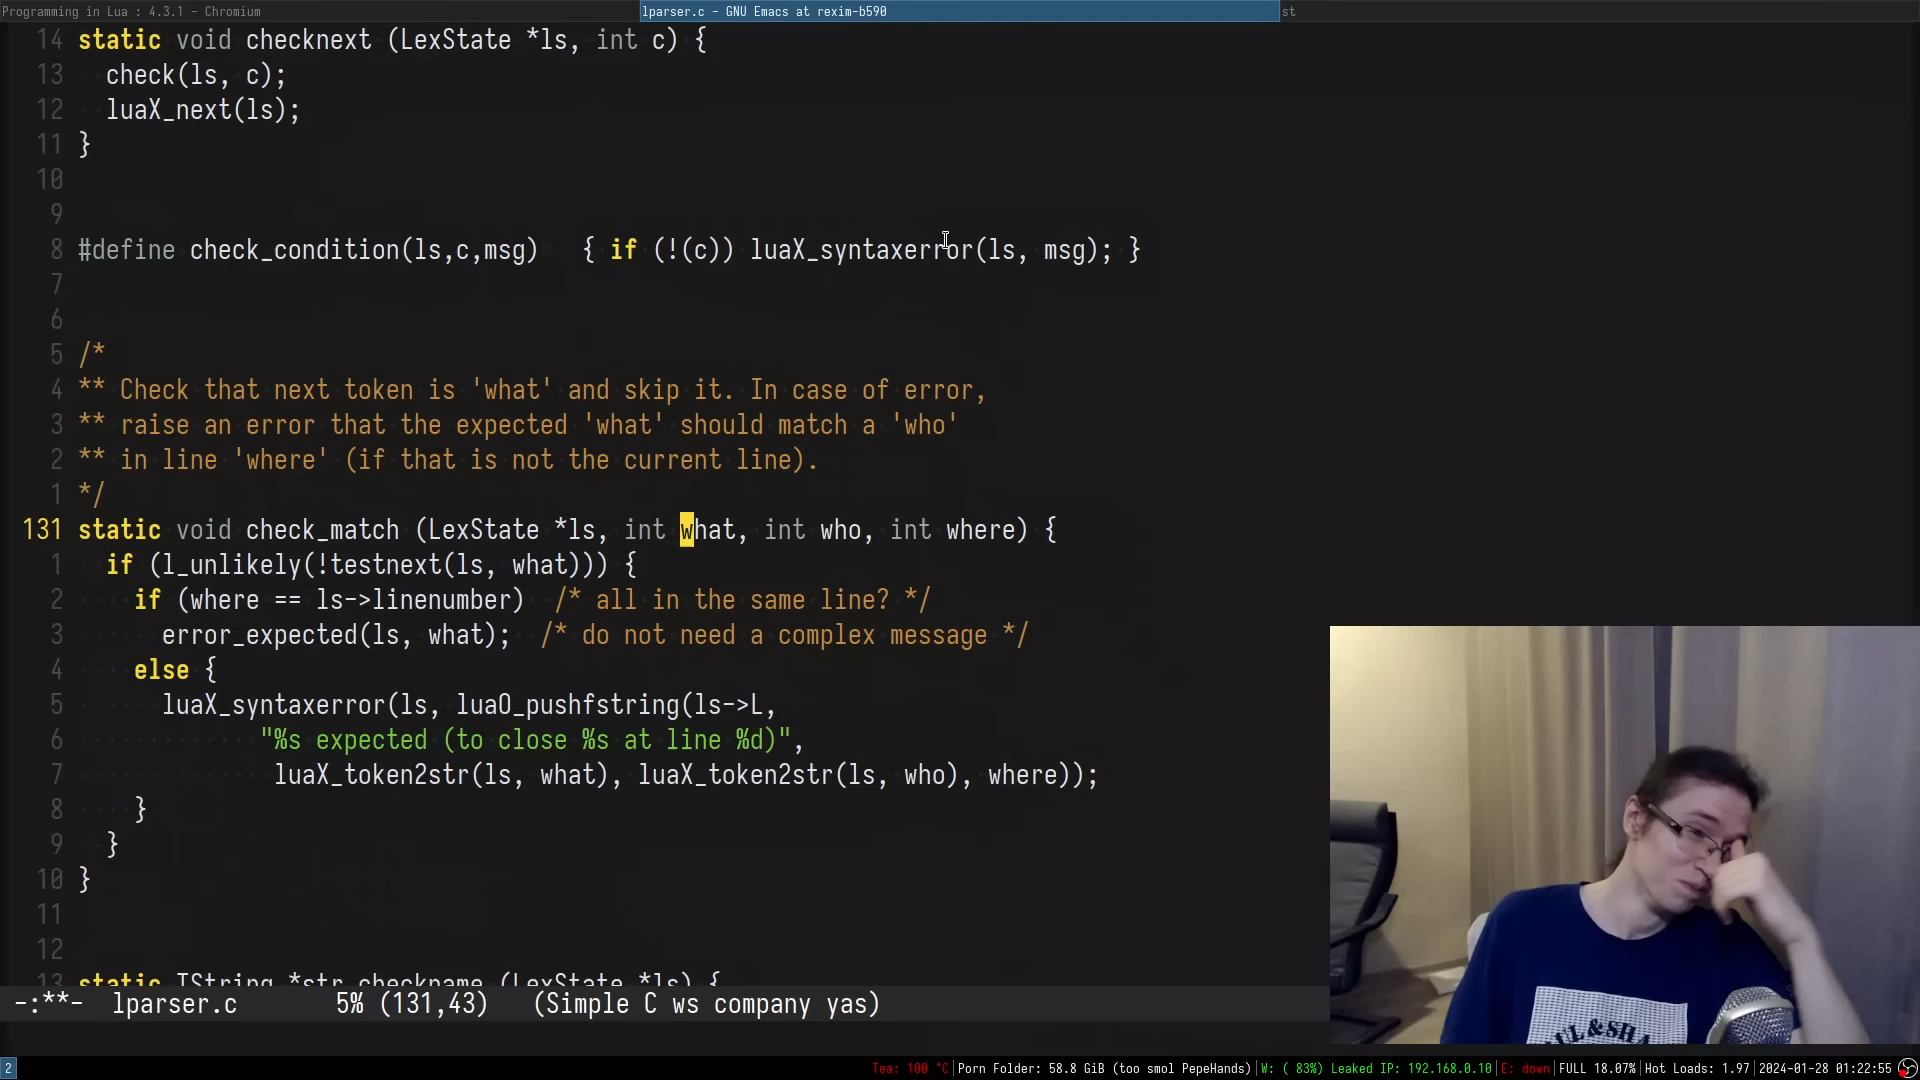 Programming in Lua : 4.3.1 - Chromium
lparser.c - GNU Emacs at rexim-b590
st
14 static void checknext (LexState *ls, int c) {
13   check(ls, c);
12   luaX_next(ls);
11 }
10
9
8 #define check_condition(ls,c,msg)   { if (!(c)) luaX_syntaxerror(ls, msg); }
7
6
5 /*
4 ** Check that next token is 'what' and skip it. In case of error,
3 ** raise an error that the expected 'what' should match a 'who'
2 ** in line 'where' (if that is not the current line).
1 */
131 static void check_match (LexState *ls, int what, int who, int where) {
1   if (l_unlikely(!testnext(ls, what))) {
2     if (where == ls->linenumber)  /* all in the same line? */
3       error_expected(ls, what);  /* do not need a complex message */
4     else {
5       luaX_syntaxerror(ls, luaO_pushfstring(ls->L,
6              "%s expected (to close %s at line %d)",
7               luaX_token2str(ls, what), luaX_token2str(ls, who), where));
8     }
9   }
10 }
11
12
13 static TString *str_checkname (LexState *ls) {
-:**-  lparser.c       5% (131,43)   (Simple C ws company yas)
2
Tea: 100 °C|Porn Folder: 58.8 GiB (too smol PepeHands)|W: ( 83%) Leaked IP: 192.168.0.10|E: down|FULL 18.07%|Hot Loads: 1.97|2024-01-28 01:22:55